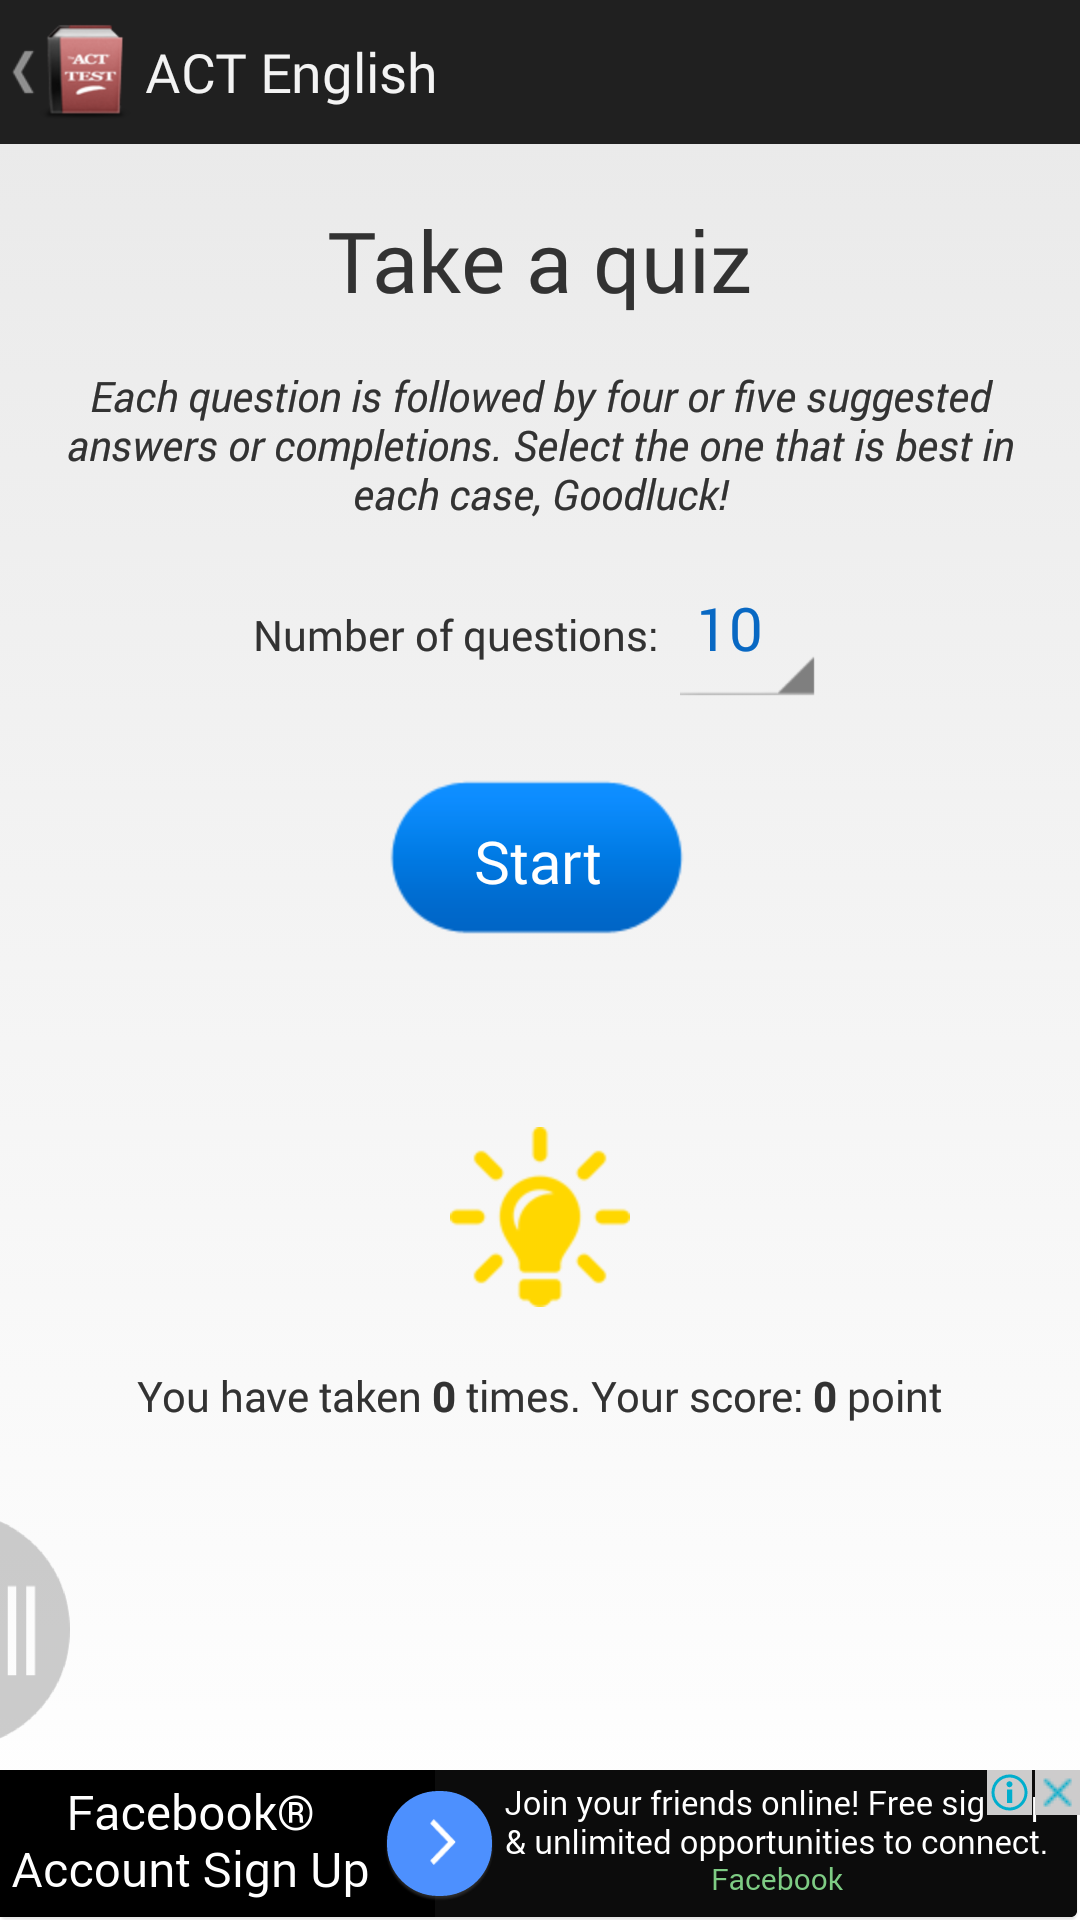 ACT
TEST
ACT English
Take a quiz
Each question is followed by four or five suggested
answers or completions. Select the one that is best in
each case, Goodluck!
Number of questions: 10
Start
You have taken 0 times. Your score: 0 point
Facebook®
Account Sign Up
Join your friends online! Free
& unlimited opportunities to connect.
Facebook